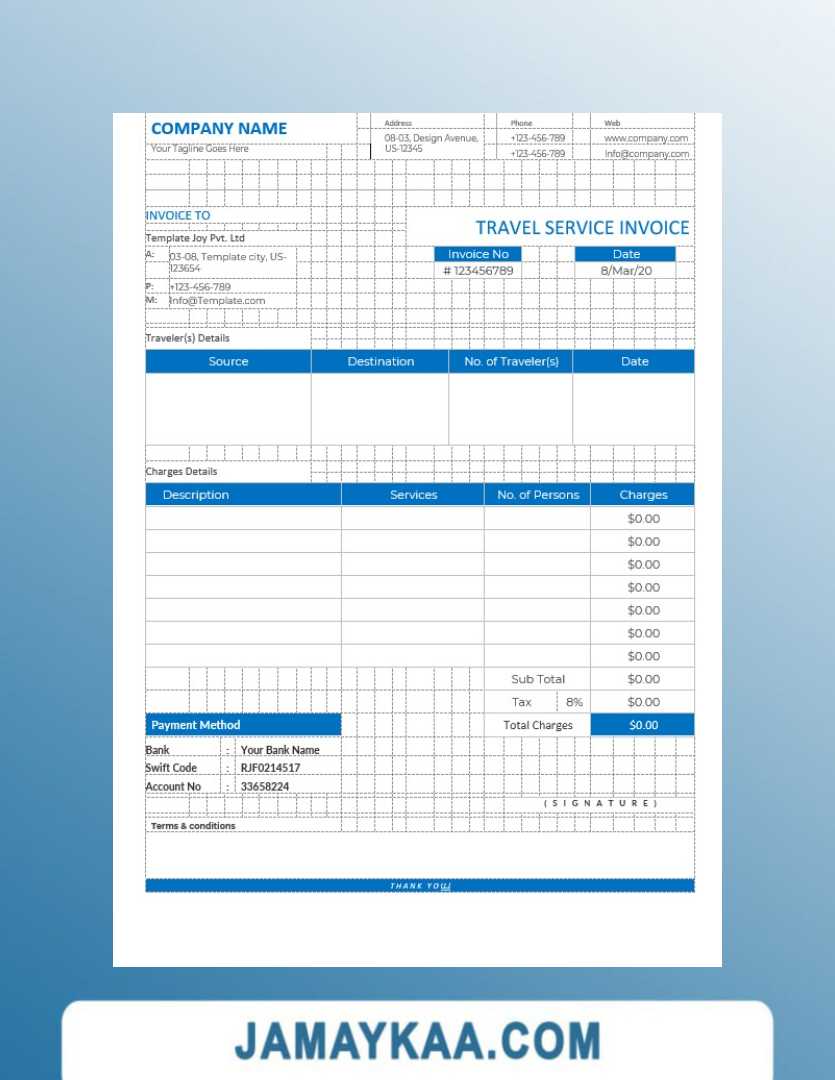 COMPANY NAME
Your Tagline Goes Here
Address
08-03, Design Avenue,
US-12345
Phone
+123-456-789
+123-456-789
Web
www.company.com
Info@company.com
INVOICE TO
TRAVEL SERVICE INVOICE
Template Joy Pvt. Ltd
A: 03-08, Template city, US-
123654
P: +123-456-789
M: Info@Template.com
Invoice No Date
# 123456789 8/Mar/20
Traveler(s) Details
Source Destination No. of Traveler(s) Date
Charges Details
Description Services No. of Persons Charges
$0.00
$0.00
$0.00
$0.00
$0.00
$0.00
$0.00
Sub Total $0.00
Tax 8% $0.00
Payment Method Total Charges $0.00
Bank : Your Bank Name
Swift Code : RJF0214517
Account No : 33658224
(SIGNATURE)
Terms & conditions
THANK YOU!
JAMAYKAA.COM